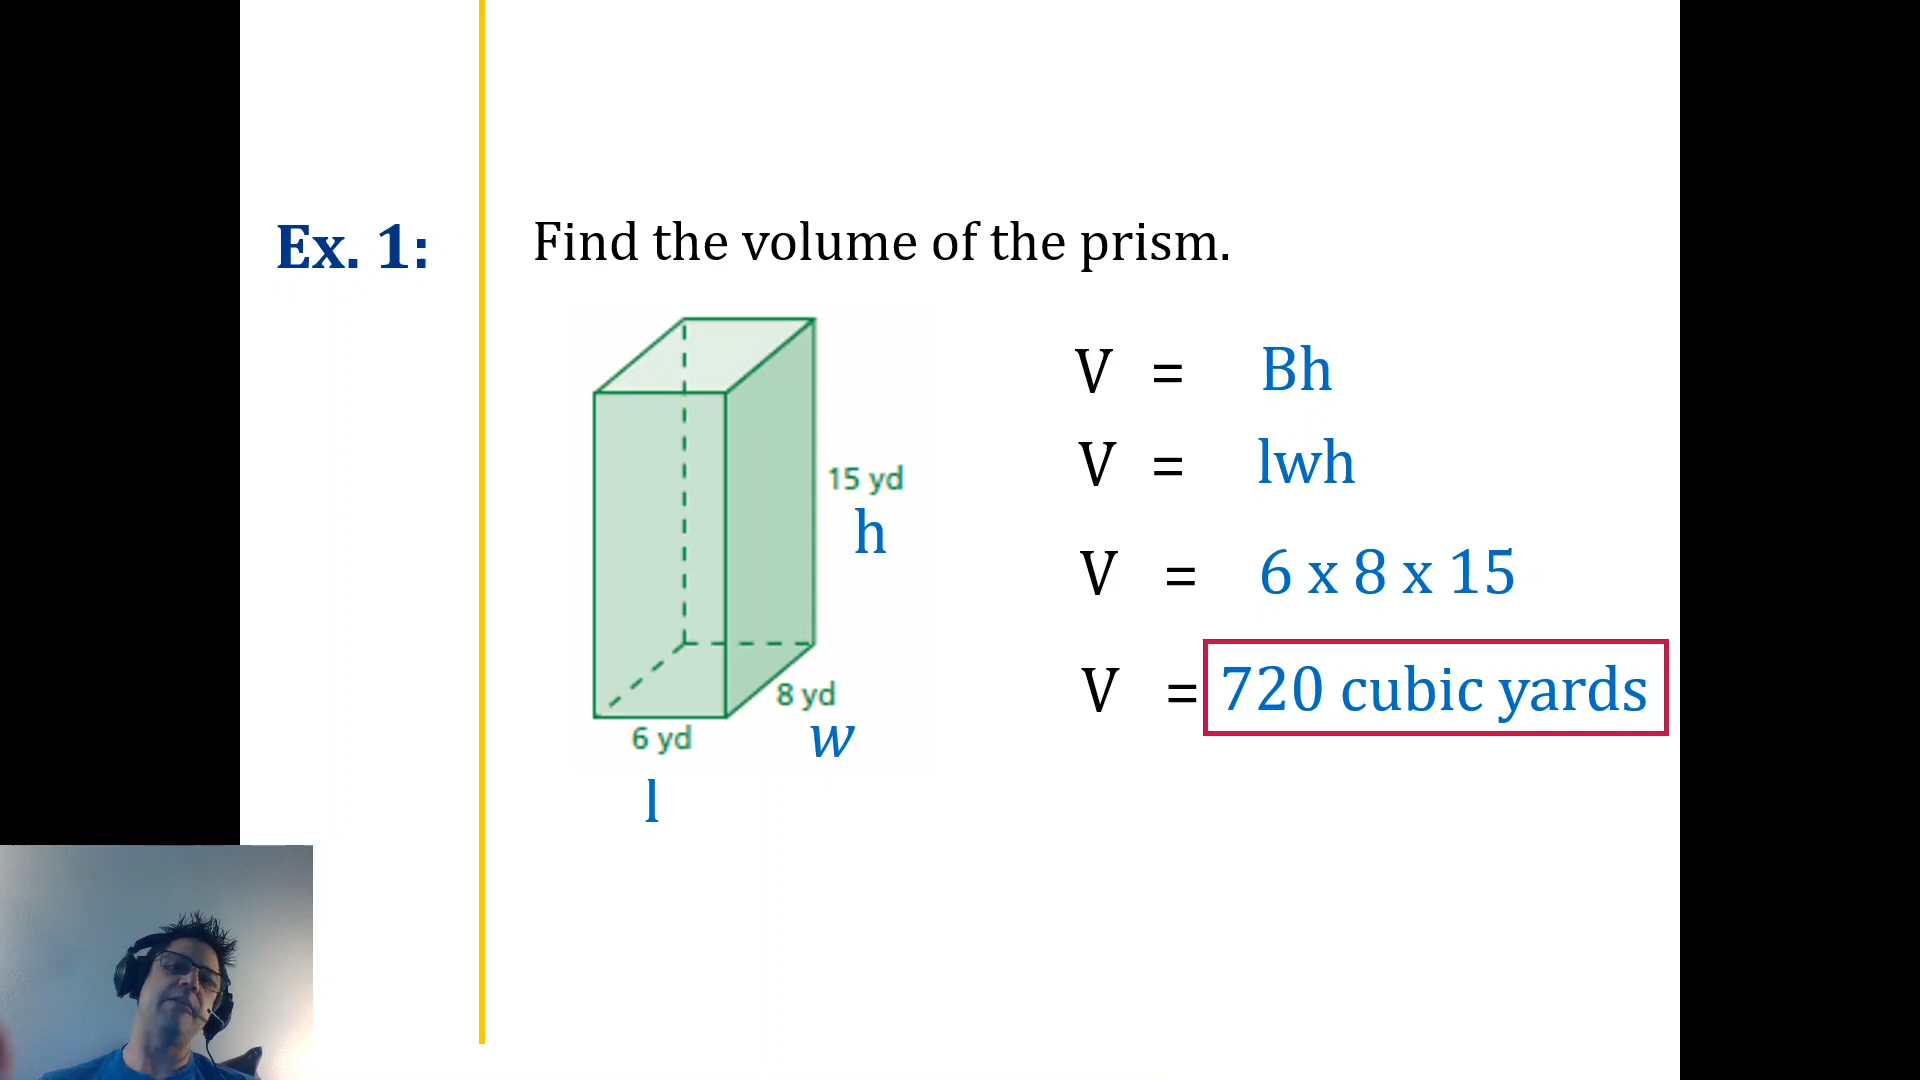 Ex. 1:
Find the volume of the prism.
V = Bh
V = lwh
15 yd
h
V = 6 x 8 x 15
V = 720 cubic yards
8 yd
w
6 yd
l